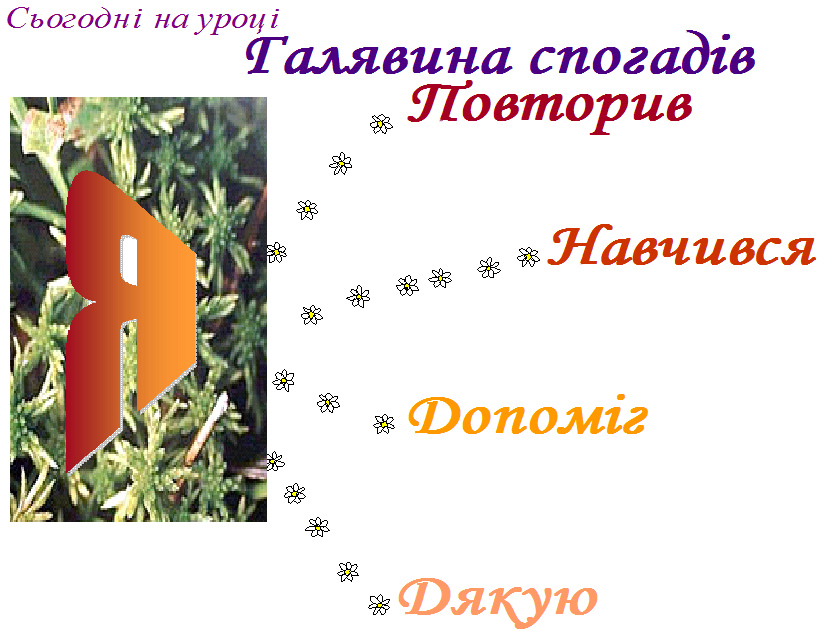 Сьогодні на уроці
Галявина спогадів
Повторив
Я
Навчився
Допоміг
Дякую